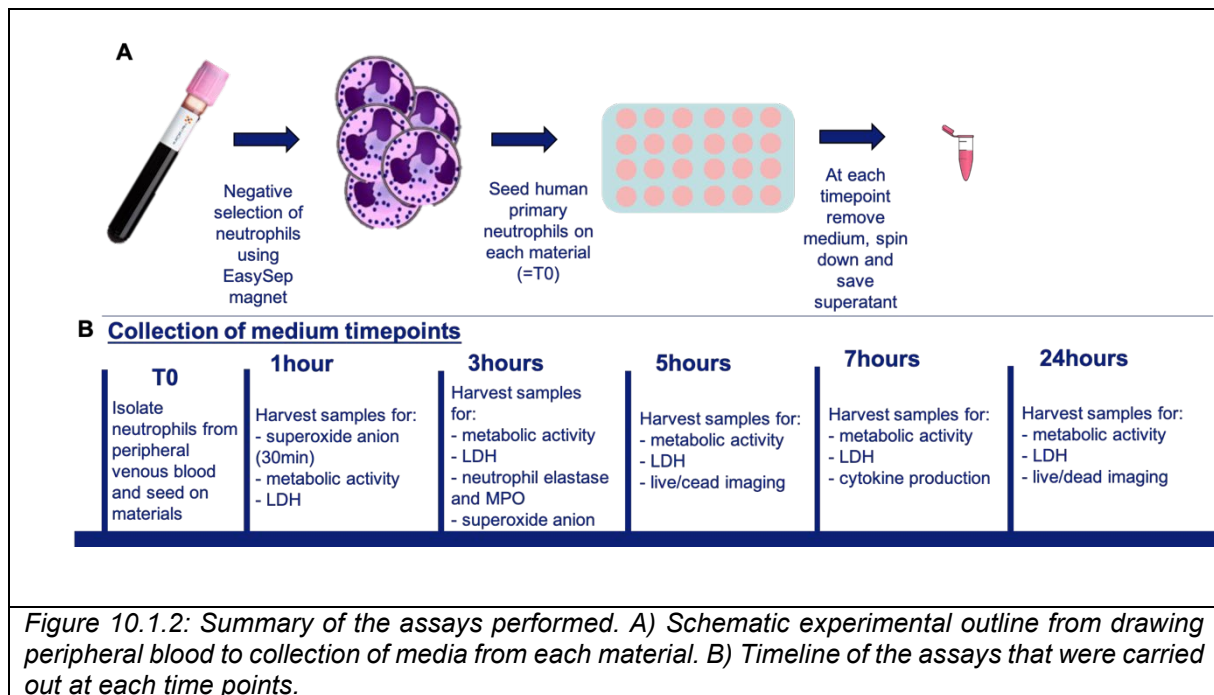 A
Negative
selection of
neutrophils
using
EasySep
magnet
Seed human
primary
neutrophils on
each material
(=T0)
At each
timepoint
remove
medium, spin
down and
save
superatant
B Collection of medium timepoints
T0
Isolate
neutrophils from
peripheral
venous blood
and seed on
materials
1hour
Harvest samples for:
- superoxide anion
(30min)
- metabolic activity
- LDH
3hours
Harvest samples
for:
- metabolic activity
- LDH
- neutrophil elastase
and MPO
- superoxide anion
5hours
Harvest samples for:
- metabolic activity
- LDH
- live/cead imaging
7hours
Harvest samples for:
- metabolic activity
- LDH
- cytokine production
24hours
Harvest samples for:
- metabolic activity
- LDH
- live/dead imaging
Figure 10.1.2: Summary of the assays performed. A) Schematic experimental outline from drawing
peripheral blood to collection of media from each material. B) Timeline of the assays that were carried
out at each time points.